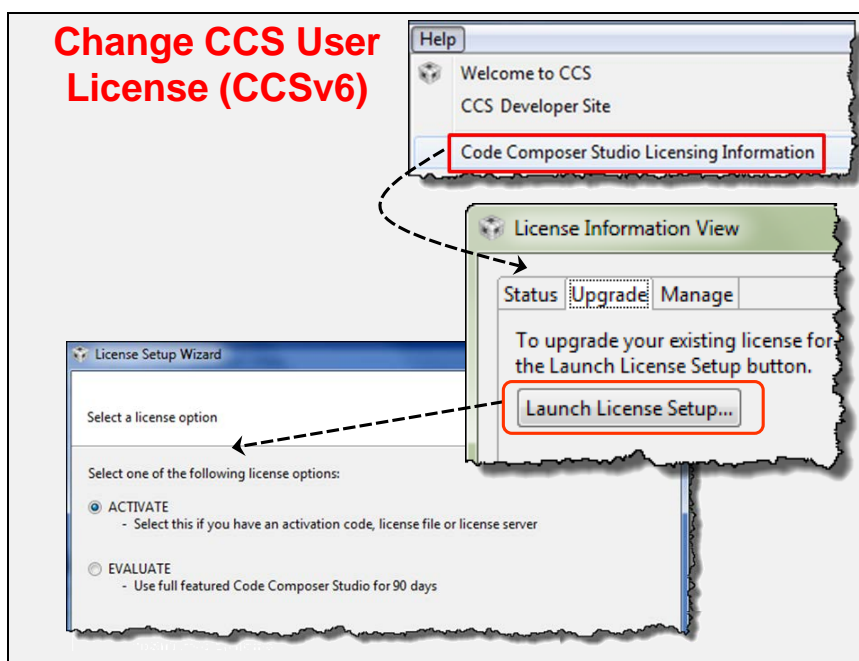 Change CCS User
License (CCSv6)
Help
Welcome to CCS
CCS Developer Site
Code Composer Studio Licensing Information
License Information View
Status Upgrade Manage
To upgrade your existing license for
the Launch License Setup button.
Launch License Setup...
License Setup Wizard
Select a license option
Select one of the following license options:
ACTIVATE
- Select this if you have an activation code, license file or license server
EVALUATE
- Use full featured Code Composer Studio for 90 days